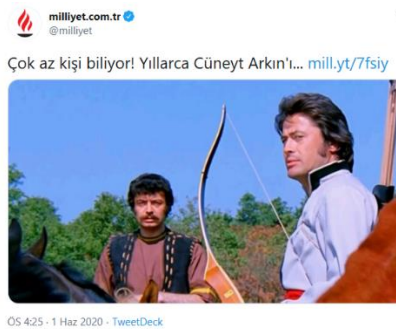 milliyet.com.tr
@milliyet
Çok az kişi biliyor! Yıllarca Cüneyt Arkın'ı... mill.yt/7fsiy
ÖS 4:25 · 1 Haz 2020 · TweetDeck